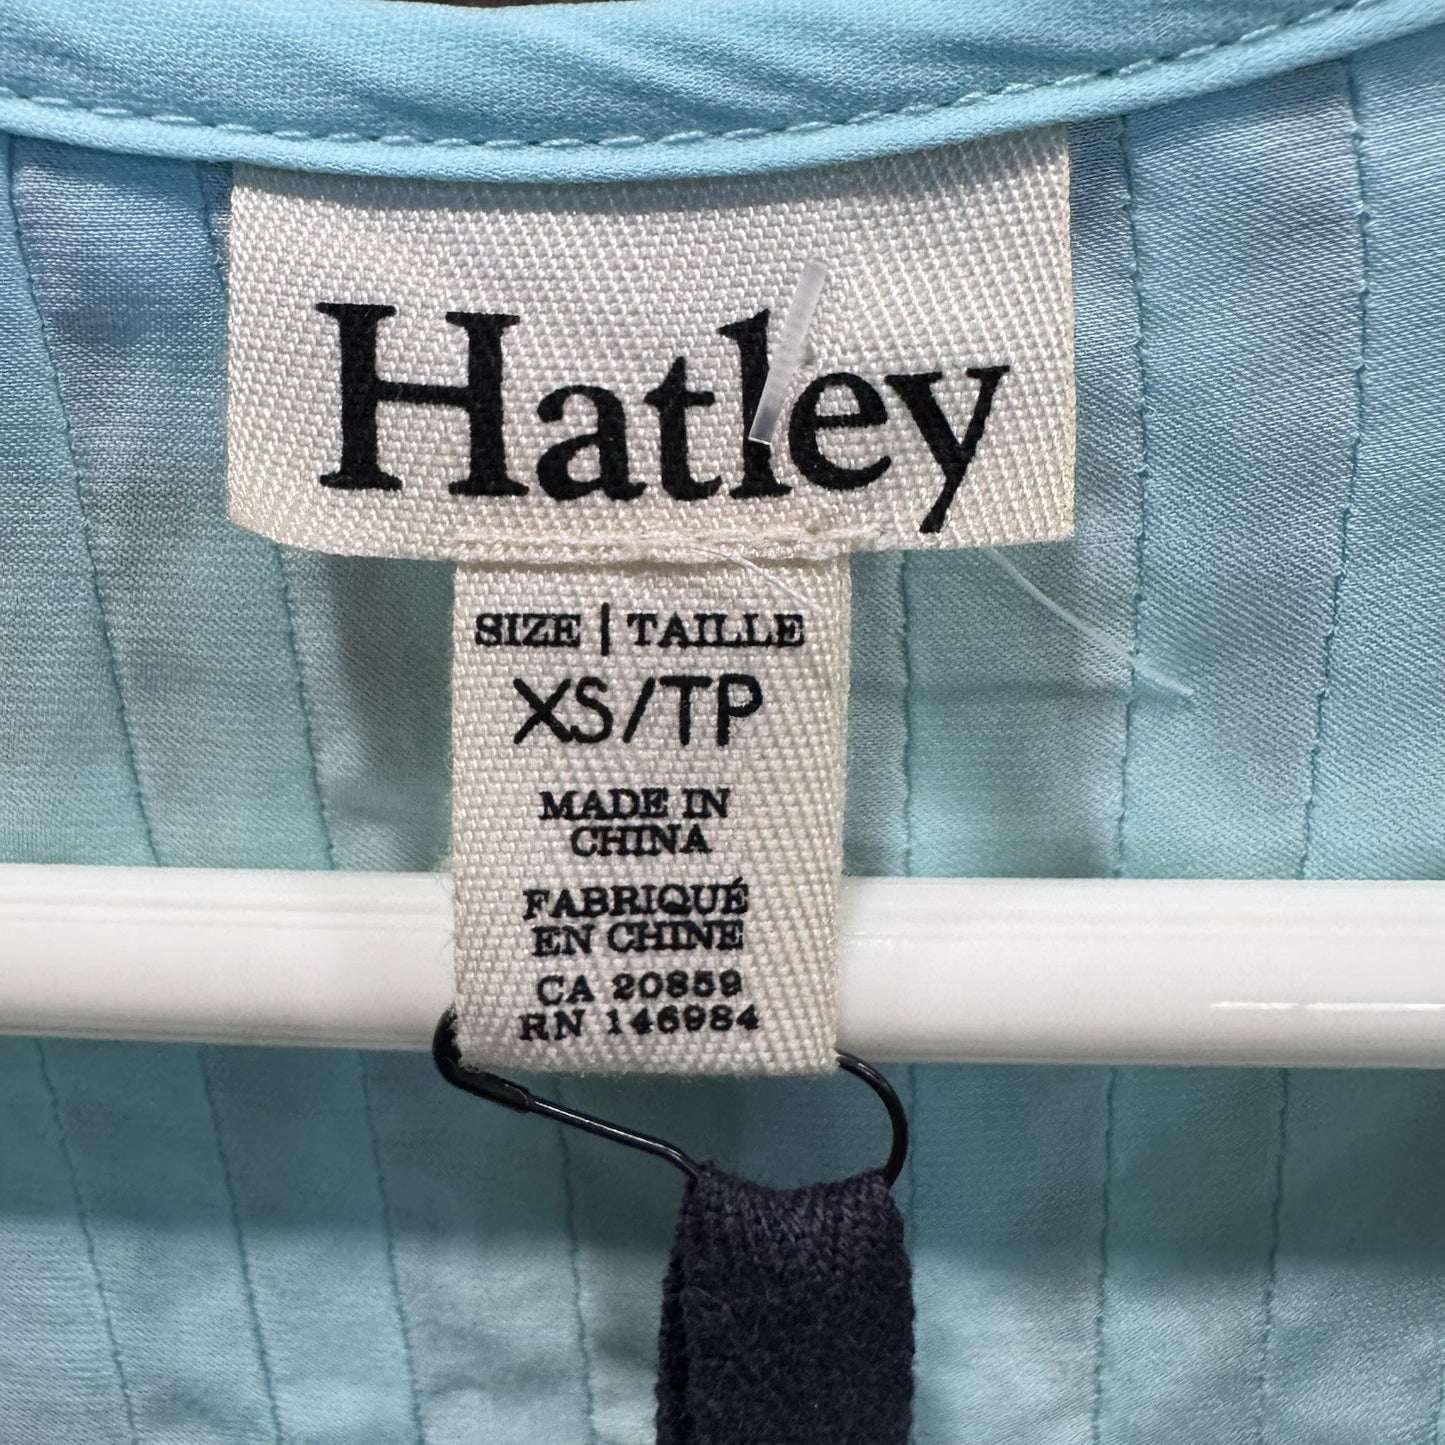 Hatley
SIZE | TAILLE
XS/TP
MADE IN
CHINA
FABRIQUÉ
EN CHINE
CA 20859
RN 146984